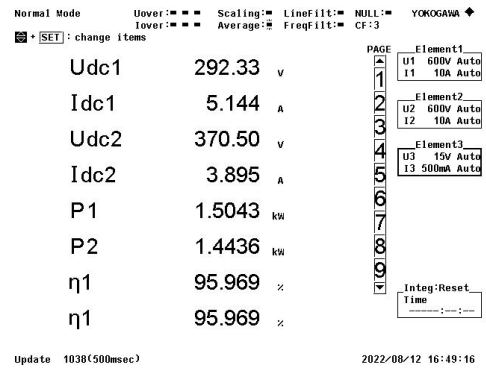 Normal Mode Uover:■ ■ ■ Scaling:■ LineFilt:■ NULL:■ YOKOGAWA ◆
Iover:■ ■ ■ Average:■ FreqFilt:■ CF:3
+ SET : change items
PAGE
Udc1 292.33 V
Idc1 5.144 A
Udc2 370.50 V
Idc2 3.895 A
P1 1.5043 kW
P2 1.4436 kW
η1 95.969 %
η1 95.969 %
▲
1
2
3
4
5
6
7
8
9
▼
Element1
U1 600V Auto
I1 10A Auto
Element2
U2 600V Auto
I2 10A Auto
Element3
U3 15V Auto
I3 500mA Auto
Integ:Reset
Time
-----:--:--
Update 1038(500msec) 2022/08/12 16:49:16